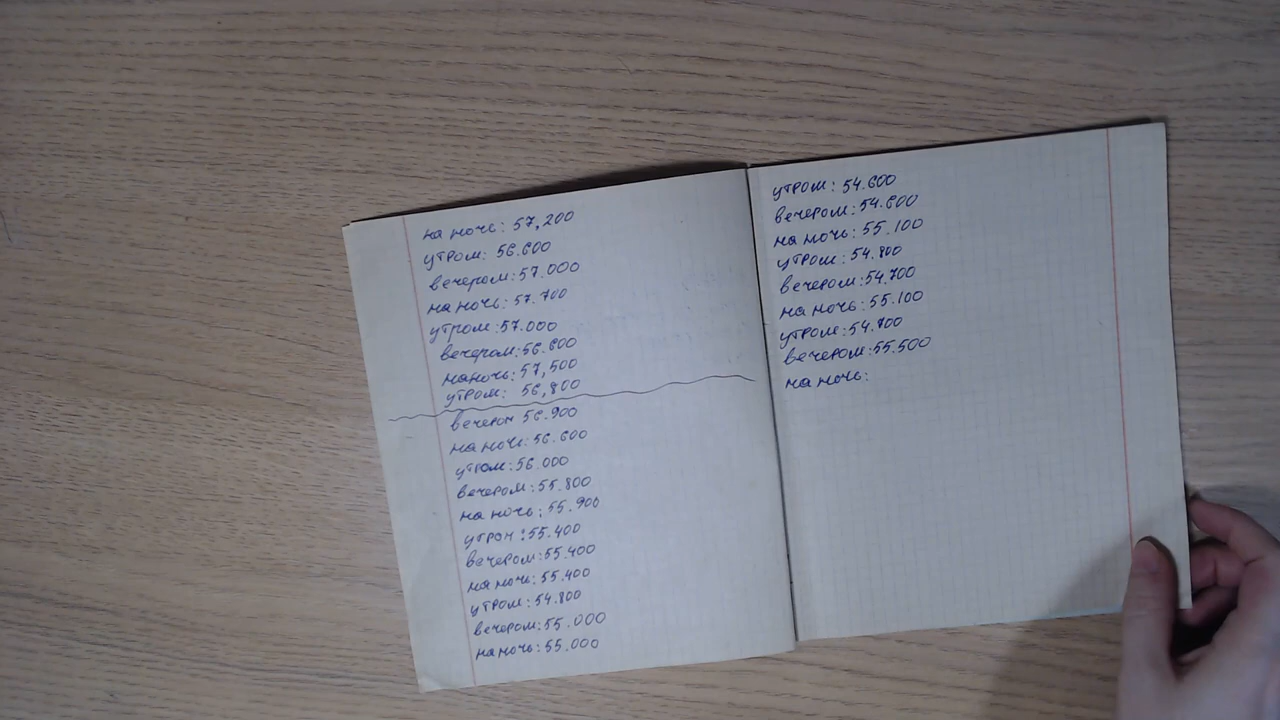 на ночь: 57,200
утром: 56.600
вечером: 57.000
на ночь: 57.700
утром: 57.000
вечером: 56.600
на ночь: 57,500
утром: 56,800
вечером 56.900
на ночь: 56.600
утром: 56.000
вечером: 55.800
на ночь: 55.900
утром: 55.400
вечером: 55.400
на ночь: 55.400
утром: 54.800
вечером: 55.000
на ночь: 55.000
утром: 54.600
вечером: 54.600
на ночь: 55.100
утром: 54.800
вечером: 54.700
на ночь: 55.100
утром: 54.700
вечером: 55.500
на ночь: